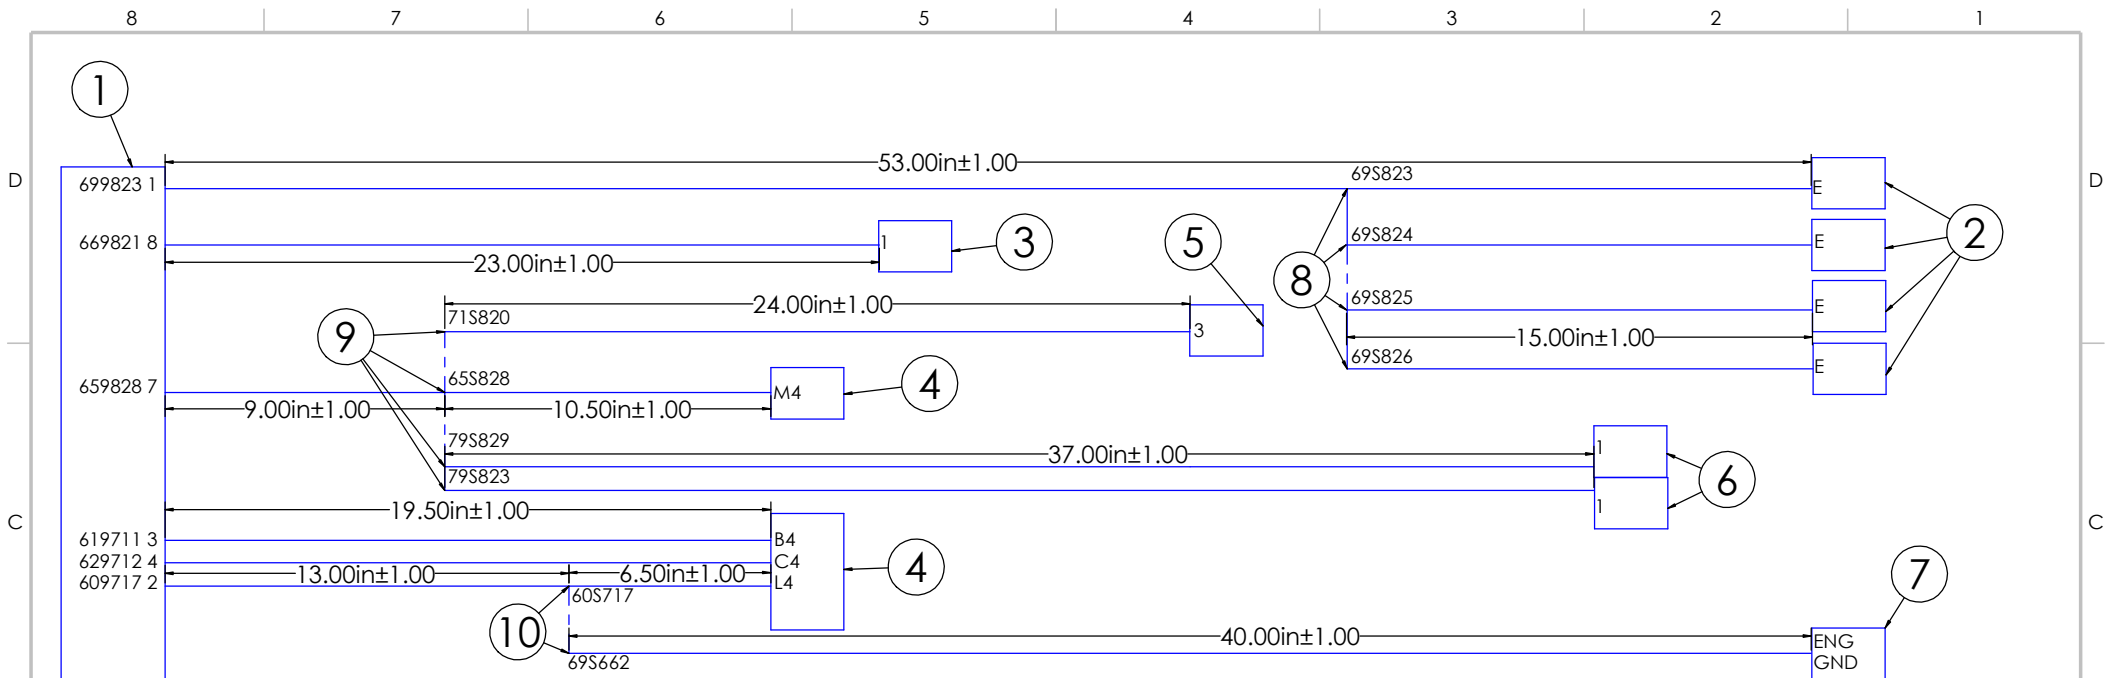 8 7 6 5 4 3 2 1
1
53.00in±1.00
D 699823 1 69S823 E D
669821 8 1 3 5 69S824 E 2
23.00in±1.00
8
24.00in±1.00 69S825 E
9 71S820 3 15.00in±1.00
69S826 E
659828 7 65S828 M4 4
9.00in±1.00 10.50in±1.00
79S829 37.00in±1.00 1
79S823 6
19.50in±1.00 1
C C
619711 3 B4
629712 4 C4 4
13.00in±1.00 6.50in±1.00 7
609717 2 60S717 L4
10 40.00in±1.00 ENG
69S662 GND